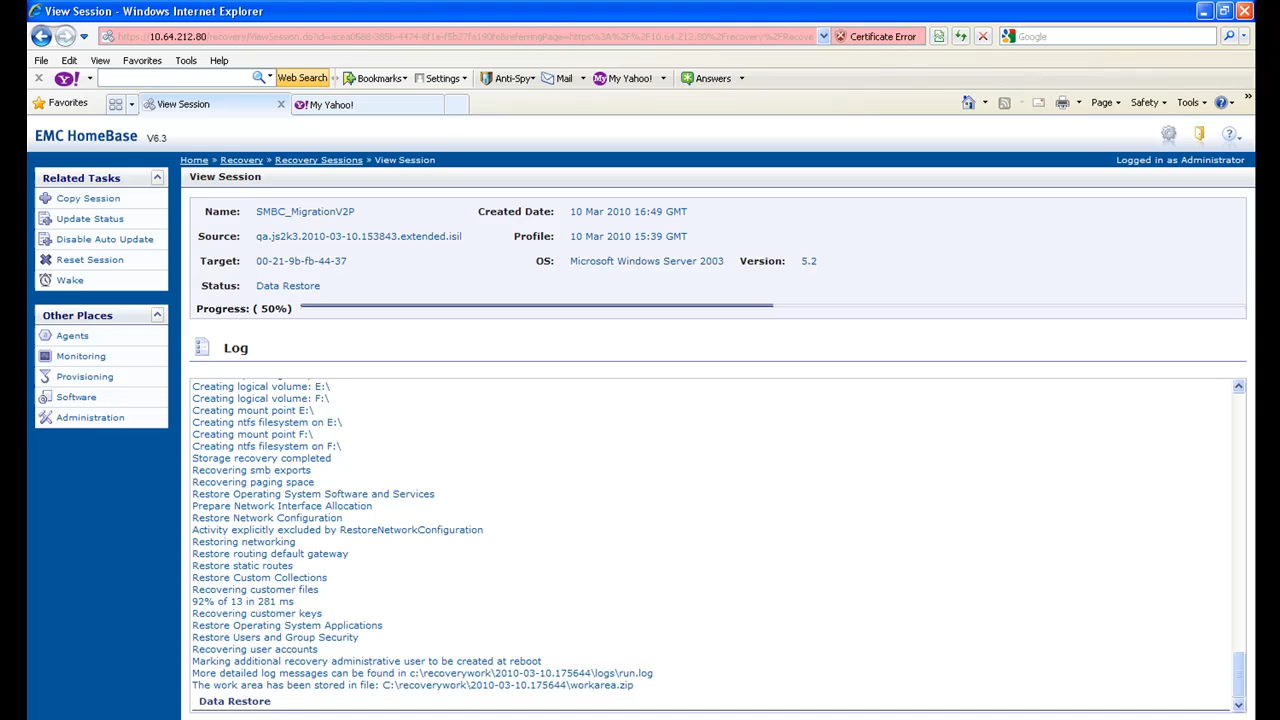 View Session - Windows Internet Explorer
Certificate Error
Google
File Edit View Favorites Tools Help
Y! Web Search Bookmarks Settings Anti-Spy Mail My Yahoo! Answers
Favorites View Session My Yahoo! Page Safety Tools
EMC HomeBase V6.3
Home » Recovery » Recovery Sessions » View Session Logged in as Administrator
Related Tasks
Copy Session
Update Status
Disable Auto Update
Reset Session
Wake
Other Places
Agents
Monitoring
Provisioning
Software
Administration
View Session
Name: SMBC_MigrationV2P Created Date: 10 Mar 2010 16:49 GMT
Source: qa.js2k3.2010-03-10.153843.extended.isil Profile: 10 Mar 2010 15:39 GMT
Target: 00-21-9b-fb-44-37 OS: Microsoft Windows Server 2003 Version: 5.2
Status: Data Restore
Progress: ( 50%)
Log
Creating logical volume: E:\
Creating logical volume: F:\
Creating mount point E:\
Creating ntfs filesystem on E:\
Creating mount point F:\
Creating ntfs filesystem on F:\
Storage recovery completed
Recovering smb exports
Recovering paging space
Restore Operating System Software and Services
Prepare Network Interface Allocation
Restore Network Configuration
Activity explicitly excluded by RestoreNetworkConfiguration
Restoring networking
Restore routing default gateway
Restore static routes
Restore Custom Collections
Recovering customer files
92% of 13 in 281 ms
Recovering customer keys
Restore Operating System Applications
Restore Users and Group Security
Recovering user accounts
Marking additional recovery administrative user to be created at reboot
More detailed log messages can be found in c:\recoverywork\2010-03-10.175644\logs\run.log
The work area has been stored in file: C:\recoverywork\2010-03-10.175644\workarea.zip
Data Restore